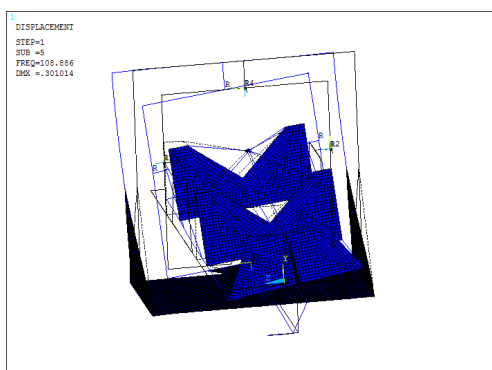 1
DISPLACEMENT
STEP=1
SUB =5
FREQ=108.886
DMX =.301014
R
R4
R
R2
R
R
Y
Z